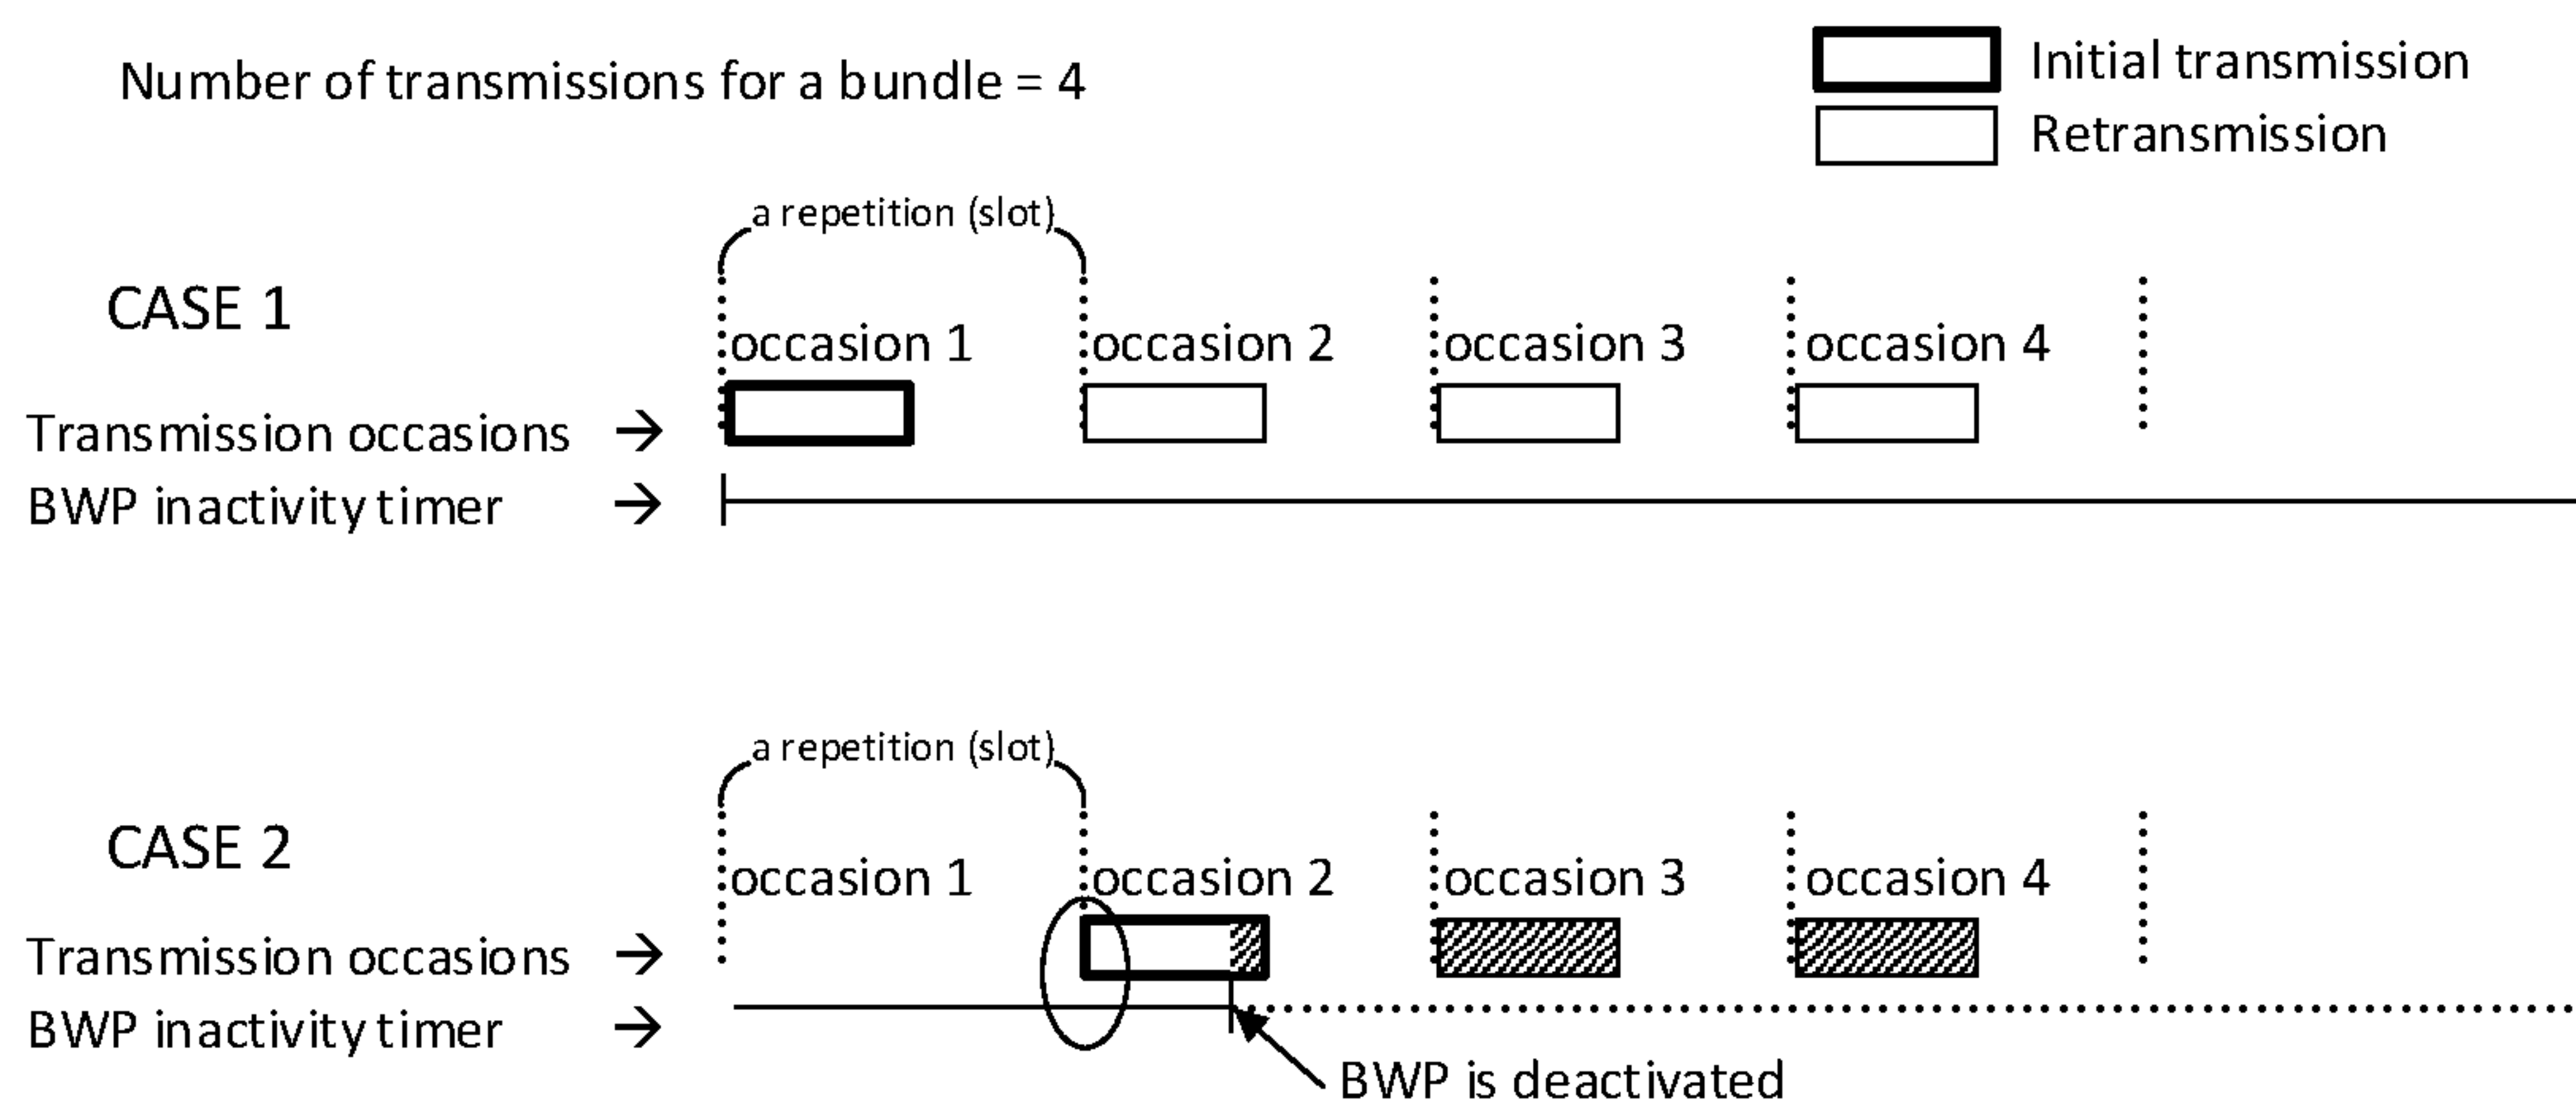 Number of transmissions for a bundle = 4
Initial transmission
Retransmission
a repetition (slot)
CASE 1
occasion 1 occasion 2 occasion 3 occasion 4
Transmission occasions →
BWP inactivity timer →
a repetition (slot)
CASE 2
occasion 1 occasion 2 occasion 3 occasion 4
Transmission occasions →
BWP inactivity timer →
BWP is deactivated